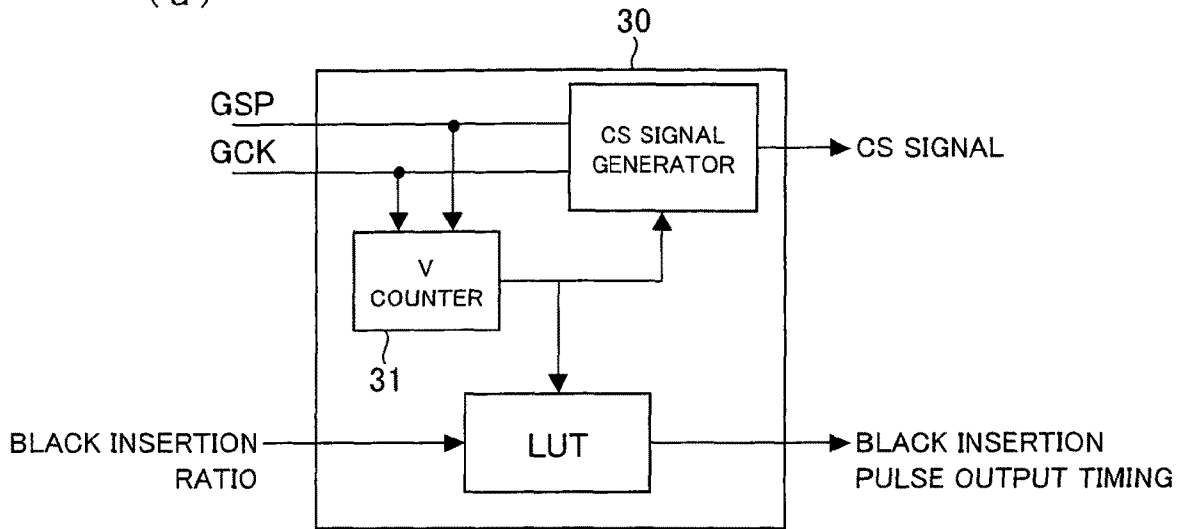 30
GSP
GCK
CS SIGNAL
GENERATOR
CS SIGNAL
V
COUNTER
31
BLACK INSERTION
RATIO
LUT
BLACK INSERTION
PULSE OUTPUT TIMING